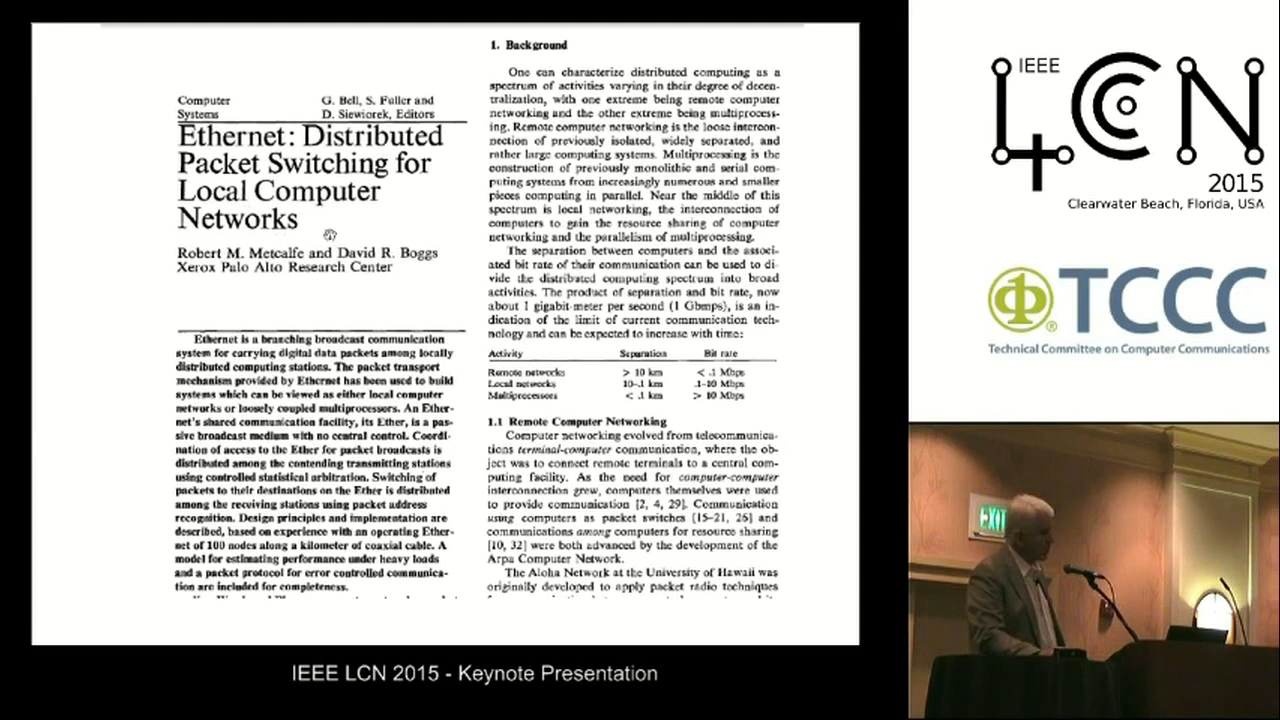 Computer
Systems
G. Bell, S. Fuller and
D. Siewiorek, Editors
Ethernet: Distributed
Packet Switching for
Local Computer
Networks
Robert M. Metcalfe and David R. Boggs
Xerox Palo Alto Research Center
Ethernet is a branching broadcast communication
system for carrying digital data packets among locally
distributed computing stations. The packet transport
mechanism provided by Ethernet has been used to build
systems which can be viewed as either local computer
networks or loosely coupled multiprocessors. An Ether-
net's shared communication facility, its Ether, is a pas-
sive broadcast medium with no central control. Coordi-
nation of access to the Ether for packet broadcasts is
distributed among the contending transmitting stations
using controlled statistical arbitration. Switching of
packets to their destinations on the Ether is distributed
among the receiving stations using packet address
recognition. Design principles and implementation are
described, based on experience with an operating Ether-
net of 100 nodes along a kilometer of coaxial cable. A
model for estimating performance under heavy loads
and a packet protocol for error controlled communica-
tion are included for completeness.
1. Background
One can characterize distributed computing as a
spectrum of activities varying in their degree of decen-
tralization, with one extreme being remote computer
networking and the other extreme being multiprocess-
ing. Remote computer networking is the loose intercon-
nection of previously isolated, widely separated, and
rather large computing systems. Multiprocessing is the
construction of previously monolithic and serial com-
puting systems from increasingly numerous and smaller
pieces computing in parallel. Near the middle of this
spectrum is local networking, the interconnection of
computers to gain the resource sharing of computer
networking and the parallelism of multiprocessing.
The separation between computers and the associ-
ated bit rate of their communication can be used to di-
vide the distributed computing spectrum into broad
activities. The product of separation and bit rate, now
about 1 gigabit-meter per second (1 Gbmps), is an in-
dication of the limit of current communication tech-
nology and can be expected to increase with time:
Activity Separation Bit rate
Remote networks > 10 km < .1 Mbps
Local networks 10-.1 km .1-10 Mbps
Multiprocessors < .1 km > 10 Mbps
1.1 Remote Computer Networking
Computer networking evolved from telecommunica-
tions terminal-computer communication, where the ob-
ject was to connect remote terminals to a central com-
puting facility. As the need for computer-computer
interconnection grew, computers themselves were used
to provide communication [2, 4, 29]. Communication
using computers as packet switches [15-21, 26] and
communications among computers for resource sharing
[10, 32] were both advanced by the development of the
Arpa Computer Network.
The Aloha Network at the University of Hawaii was
originally developed to apply packet radio techniques
IEEE LCN 2015 - Keynote Presentation
IEEE
LCN
2015
Clearwater Beach, Florida, USA
TCCC
®
Technical Committee on Computer Communications
EXIT